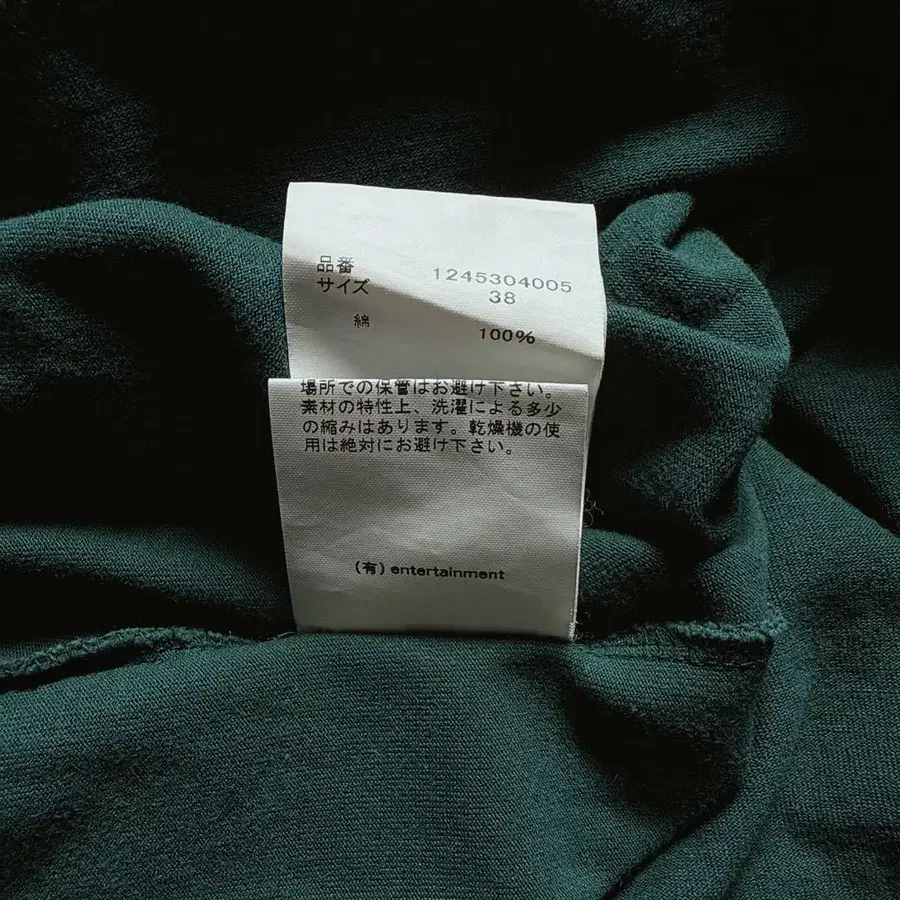 品番 1245304005
サイズ 38
綿 100%
場所での保管はお避け下さい。
素材の特性上、洗濯による多少
の縮みはあります。乾燥機の使
用は絶対にお避け下さい。
(有) entertainment